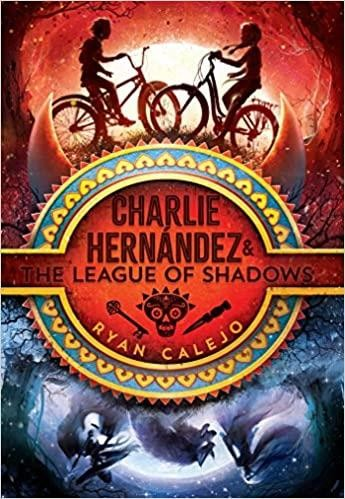 CHARLIE
HERNÁNDEZ &
THE LEAGUE OF SHADOWS
RYAN CALEJO